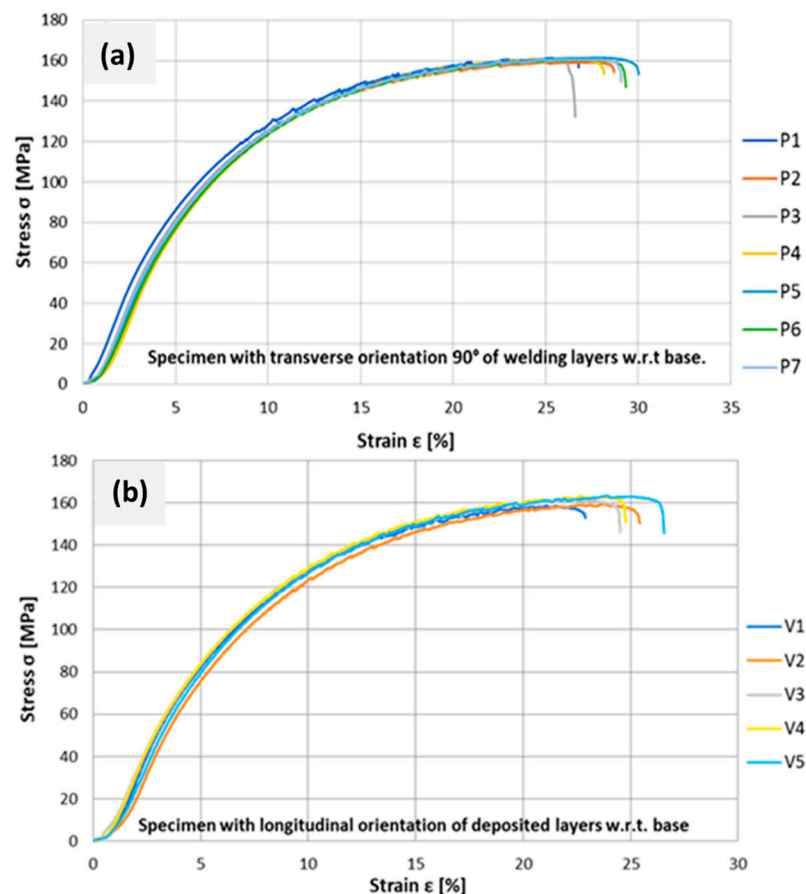 (a)
Stress σ [MPa]
180
160
140
120
100
80
60
40
20
0
0 5 10 15 20 25 30 35
Strain ε [%]
Specimen with transverse orientation 90° of welding layers w.r.t base.
P1
P2
P3
P4
P5
P6
P7
(b)
Stress σ [MPa]
180
160
140
120
100
80
60
40
20
0
0 5 10 15 20 25 30
Strain ε [%]
Specimen with longitudinal orientation of deposited layers w.r.t. base
V1
V2
V3
V4
V5